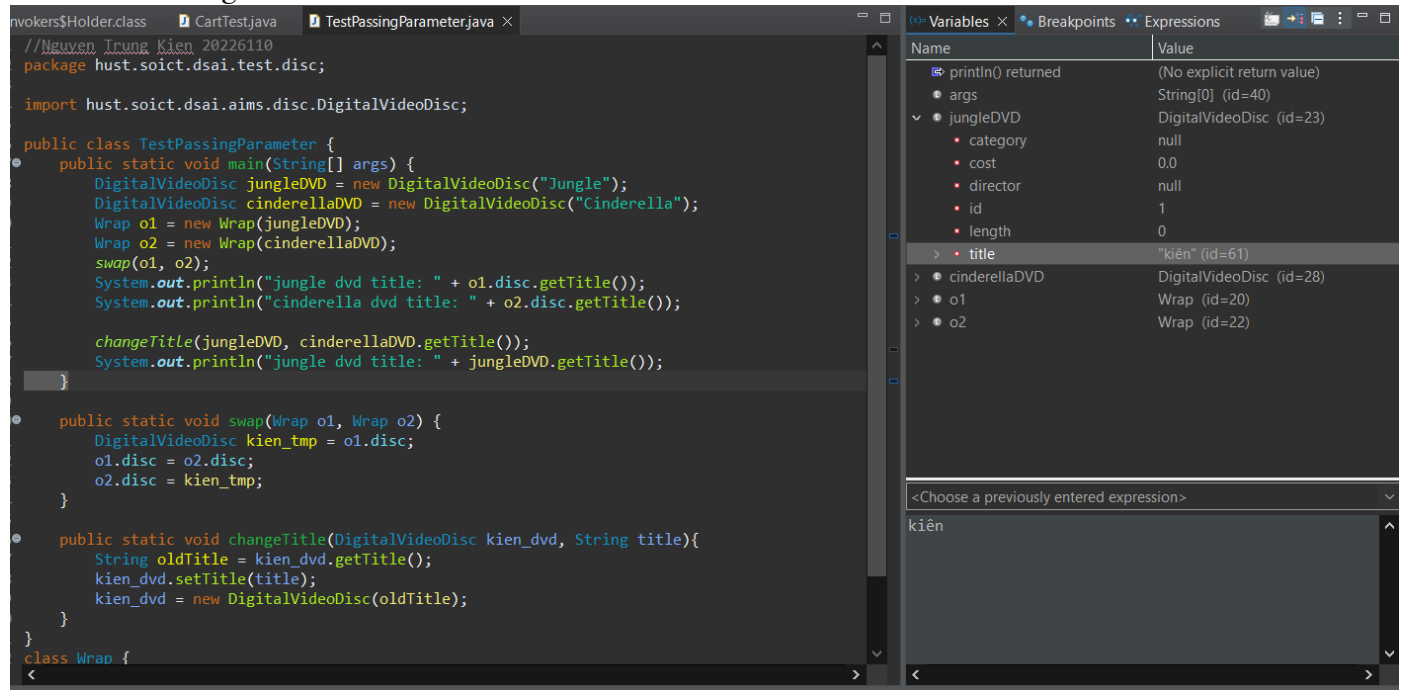 nvokers$Holder.class CartTest.java TestPassingParameter.java
//Nguyen Trung Kien 20226110
package hust.soict.dsai.test.disc;
import hust.soict.dsai.aims.disc.DigitalVideoDisc;
public class TestPassingParameter {
public static void main(String[] args) {
DigitalVideoDisc jungleDVD = new DigitalVideoDisc("Jungle");
DigitalVideoDisc cinderellaDVD = new DigitalVideoDisc("Cinderella");
Wrap o1 = new Wrap(jungleDVD);
Wrap o2 = new Wrap(cinderellaDVD);
swap(o1, o2);
System.out.println("jungle dvd title: " + o1.disc.getTitle());
System.out.println("cinderella dvd title: " + o2.disc.getTitle());
changeTitle(jungleDVD, cinderellaDVD.getTitle());
System.out.println("jungle dvd title: " + jungleDVD.getTitle());
}
public static void swap(Wrap o1, Wrap o2) {
DigitalVideoDisc kien_tmp = o1.disc;
o1.disc = o2.disc;
o2.disc = kien_tmp;
}
public static void changeTitle(DigitalVideoDisc kien_dvd, String title){
String oldTitle = kien_dvd.getTitle();
kien_dvd.setTitle(title);
kien_dvd = new DigitalVideoDisc(oldTitle);
}
}
class Wrap {
(x)= Variables Breakpoints Expressions
Name Value
println() returned (No explicit return value)
args String[0] (id=40)
jungleDVD DigitalVideoDisc (id=23)
category null
cost 0.0
director null
id 1
length 0
title "kiên" (id=61)
cinderellaDVD DigitalVideoDisc (id=28)
o1 Wrap (id=20)
o2 Wrap (id=22)
<Choose a previously entered expression>
kiên